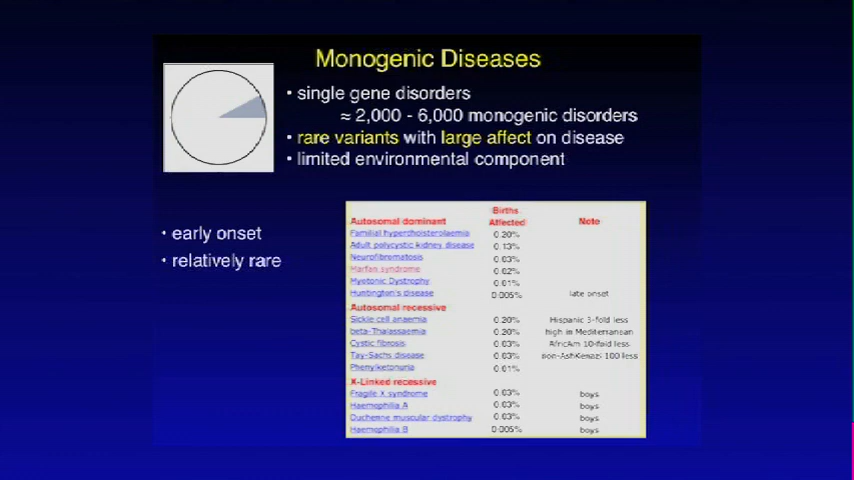 Monogenic Diseases
• single gene disorders
≈ 2,000 - 6,000 monogenic disorders
• rare variants with large affect on disease
• limited environmental component
• early onset
• relatively rare
Autosomal dominant Births Affected Note
Familial hypercholsterolaemia 0.20%
Adult polycystic kidney disease 0.13%
Neurofibromatosis 0.03%
Marfan syndrome 0.02%
Myotonic Dystrophy 0.01%
Huntington's disease 0.005% late onset
Autosomal recessive
Sickle cell anaemia 0.20% Hispanic 3-fold less
beta-Thalassaemia 0.20% high in Mediterranean
Cystic fibrosis 0.03% AfricAm 10-fold less
Tay-Sachs disease 0.03% non-AshKenazi 100 less
Phenylketonuria 0.01%
X-Linked recessive
Fragile X syndrome 0.03% boys
Haemophilia A 0.03% boys
Duchenne muscular dystrophy 0.03% boys
Haemophilia B 0.005% boys